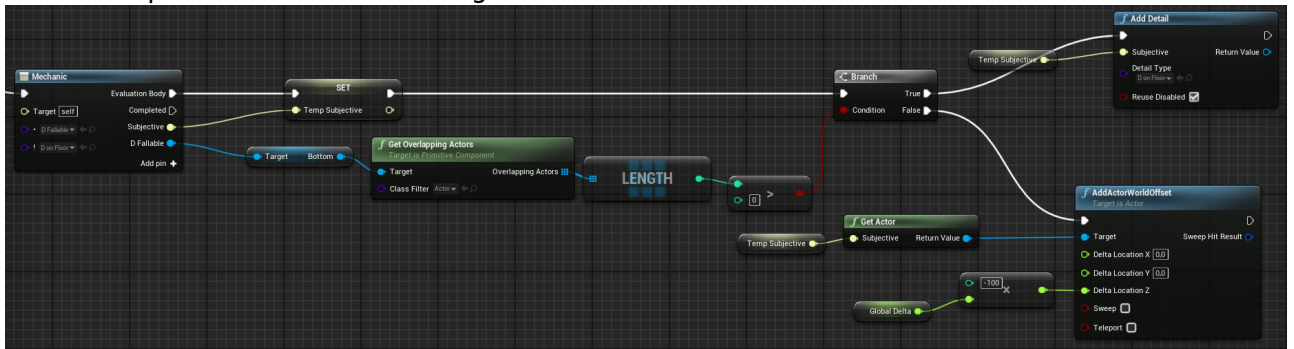 Mechanic
Evaluation Body
Target self
Completed
- D Fallable
Subjective
! D on Floor
D Fallable
Add pin +
SET
Temp Subjective
Target Bottom
Get Overlapping Actors
Target is Primitive Component
Target
Overlapping Actors
Class Filter Actor
LENGTH
0 >
Branch
True
Condition
False
Temp Subjective
Add Detail
Subjective
Return Value
Detail Type
D on Floor
Reuse Disabled
Temp Subjective
Get Actor
Subjective
Return Value
Global Delta
-100 ×
AddActorWorldOffset
Target is Actor
Target
Sweep Hit Result
Delta Location X 0,0
Delta Location Y 0,0
Delta Location Z
Sweep
Teleport